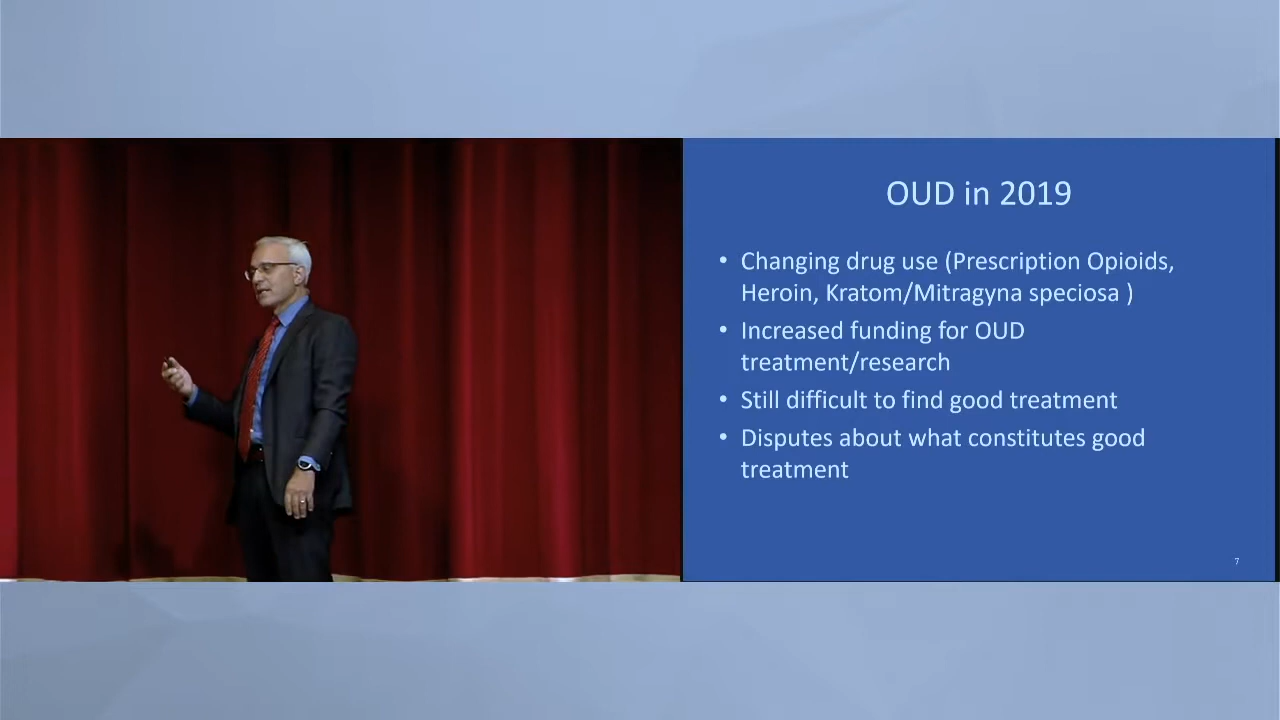 OUD in 2019
• Changing drug use (Prescription Opioids,
Heroin, Kratom/Mitragyna speciosa )
• Increased funding for OUD
treatment/research
• Still difficult to find good treatment
• Disputes about what constitutes good
treatment
7